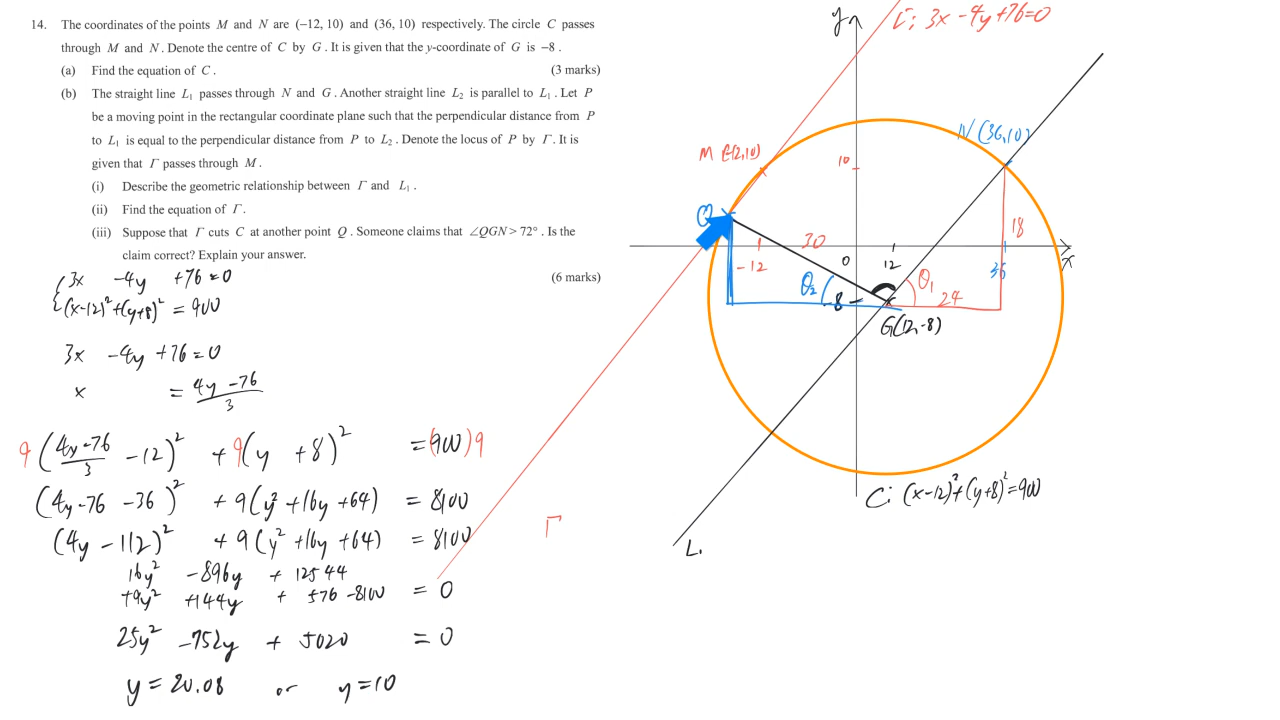 14. The coordinates of the points M and N are (−12, 10) and (36, 10) respectively. The circle C passes
through M and N. Denote the centre of C by G. It is given that the y-coordinate of G is −8.
(a) Find the equation of C. (3 marks)
(b) The straight line L₁ passes through N and G. Another straight line L₂ is parallel to L₁. Let P
be a moving point in the rectangular coordinate plane such that the perpendicular distance from P
to L₁ is equal to the perpendicular distance from P to L₂. Denote the locus of P by Γ. It is
given that Γ passes through M.
(i) Describe the geometric relationship between Γ and L₁.
(ii) Find the equation of Γ.
(iii) Suppose that Γ cuts C at another point Q. Someone claims that ∠QGN > 72°. Is the
claim correct? Explain your answer.
(6 marks)
{3x −4y +76 = 0
(x−12)² + (y+8)² = 900
3x −4y +76 = 0
x = (4y −76)/3
9((4y−76)/3 −12)² + 9(y +8)² = (900)9
(4y−76 −36)² + 9(y² +16y +64) = 8100
(4y −112)² + 9(y² +16y +64) = 8100
16y² −896y + 12544
+9y² +144y + 576 −8100 = 0
25y² −752y + 5020 = 0
y = 20.08 or y = 10
y
Γ: 3x −4y +76=0
N(36,10)
M (−12,10)
10
Q
18
30
−12
0
12
36
x
θ₂
−8
θ₁
24
G(12,−8)
C: (x−12)²+(y+8)²=900
Γ
L₁